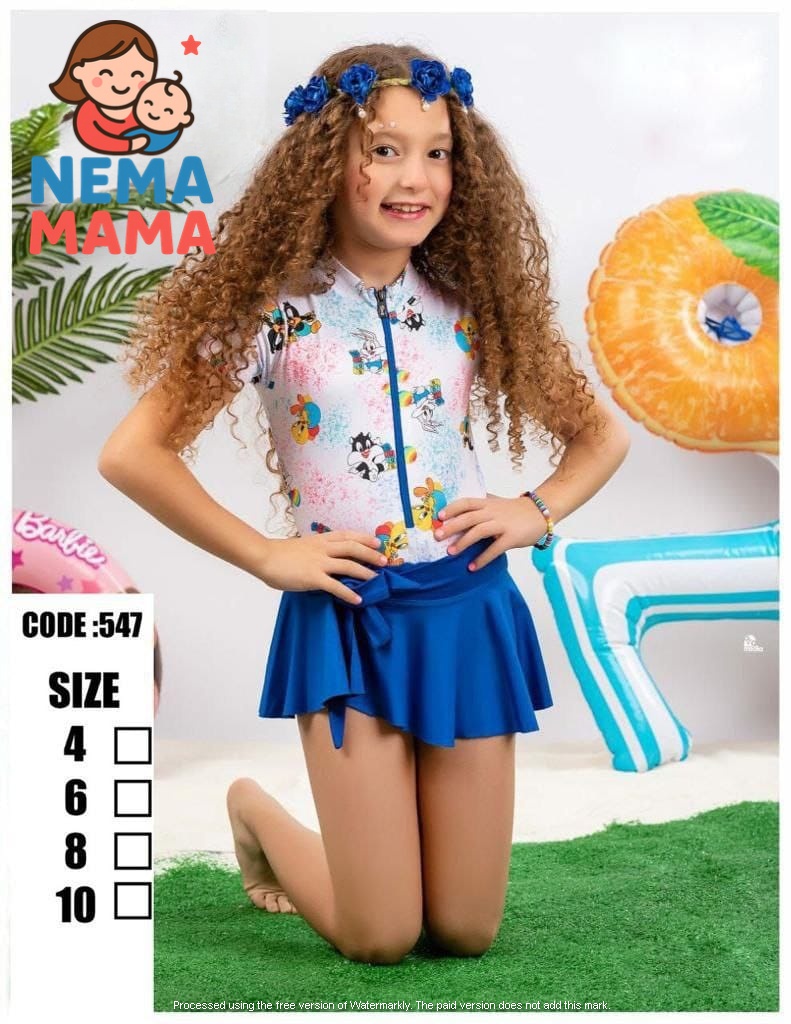 NEMA
MAMA
Barbie
CODE :547
SIZE
4
6
8
10
Processed using the free version of Watermarkly. The paid version does not add this mark.